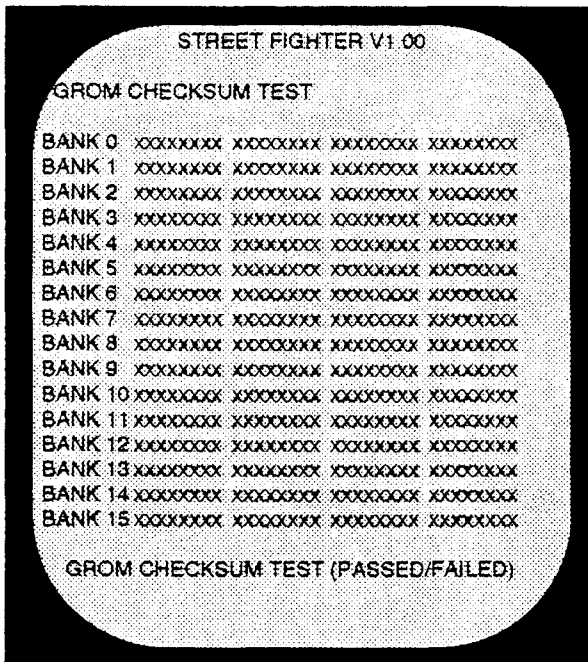 STREET FIGHTER V1.00
GROM CHECKSUM TEST
BANK 0 xxxxxxxx xxxxxxxx xxxxxxxx xxxxxxxx
BANK 1 xxxxxxxx xxxxxxxx xxxxxxxx xxxxxxxx
BANK 2 xxxxxxxx xxxxxxxx xxxxxxxx xxxxxxxx
BANK 3 xxxxxxxx xxxxxxxx xxxxxxxx xxxxxxxx
BANK 4 xxxxxxxx xxxxxxxx xxxxxxxx xxxxxxxx
BANK 5 xxxxxxxx xxxxxxxx xxxxxxxx xxxxxxxx
BANK 6 xxxxxxxx xxxxxxxx xxxxxxxx xxxxxxxx
BANK 7 xxxxxxxx xxxxxxxx xxxxxxxx xxxxxxxx
BANK 8 xxxxxxxx xxxxxxxx xxxxxxxx xxxxxxxx
BANK 9 xxxxxxxx xxxxxxxx xxxxxxxx xxxxxxxx
BANK 10 xxxxxxxx xxxxxxxx xxxxxxxx xxxxxxxx
BANK 11 xxxxxxxx xxxxxxxx xxxxxxxx xxxxxxxx
BANK 12 xxxxxxxx xxxxxxxx xxxxxxxx xxxxxxxx
BANK 13 xxxxxxxx xxxxxxxx xxxxxxxx xxxxxxxx
BANK 14 xxxxxxxx xxxxxxxx xxxxxxxx xxxxxxxx
BANK 15 xxxxxxxx xxxxxxxx xxxxxxxx xxxxxxxx
GROM CHECKSUM TEST (PASSED/FAILED)